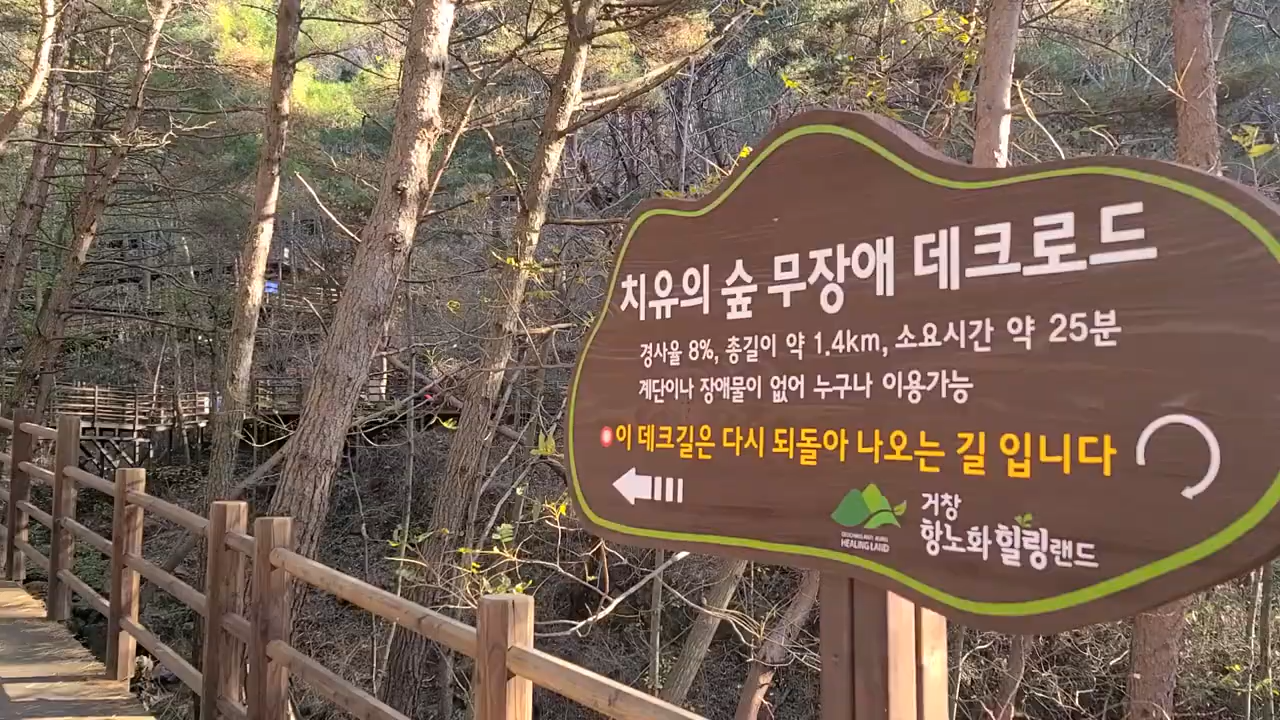 치유의 숲 무장애 데크로드
경사율 8%, 총길이 약 1.4km, 소요시간 약 25분
계단이나 장애물이 없어 누구나 이용가능
이 데크길은 다시 되돌아 나오는 길 입니다
거창
항노화 힐링랜드
HEALING LAND